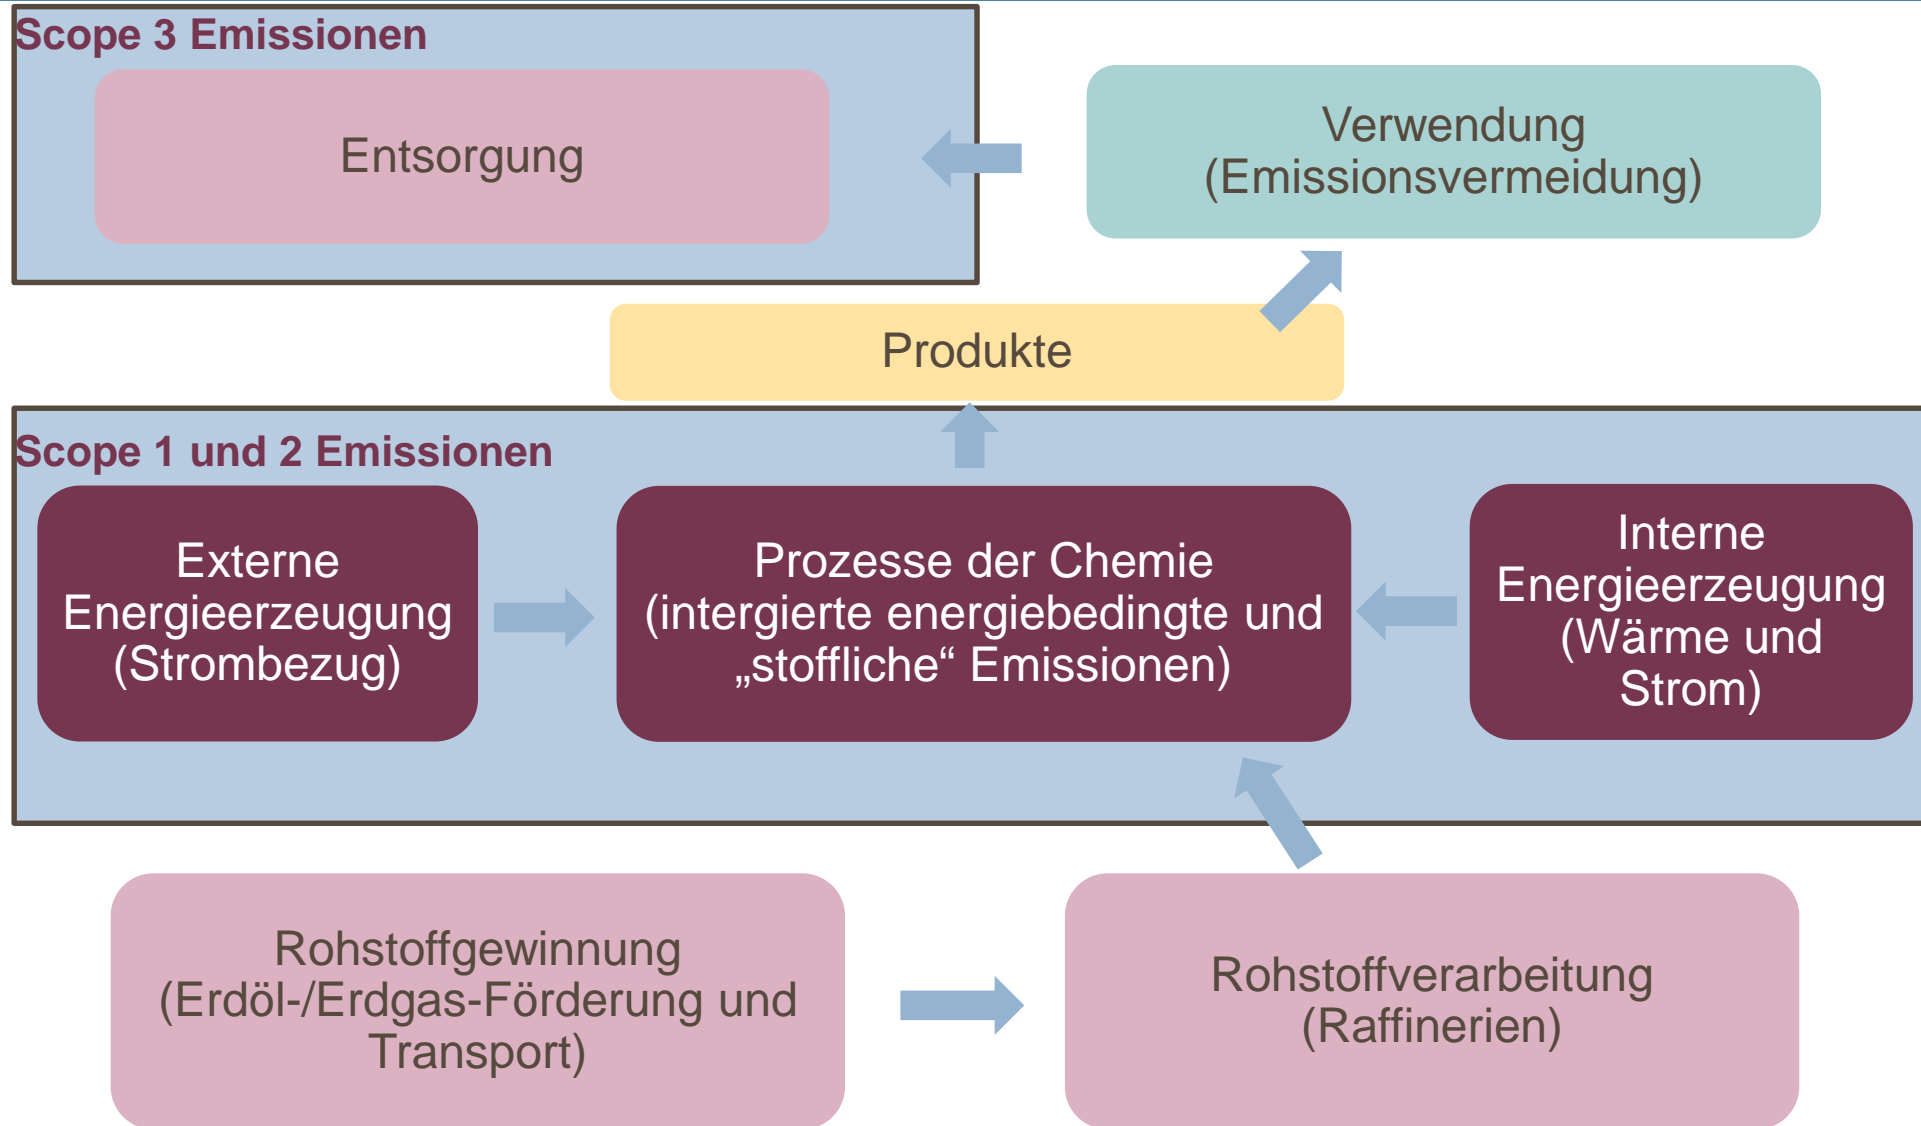 Scope 3 Emissionen
Entsorgung
Verwendung
(Emissionsvermeidung)
Produkte
Scope 1 und 2 Emissionen
Externe
Energieerzeugung
(Strombezug)
Prozesse der Chemie
(intergierte energiebedingte und
„stoffliche“ Emissionen)
Interne
Energieerzeugung
(Wärme und
Strom)
Rohstoffgewinnung
(Erdöl-/Erdgas-Förderung und
Transport)
Rohstoffverarbeitung
(Raffinerien)